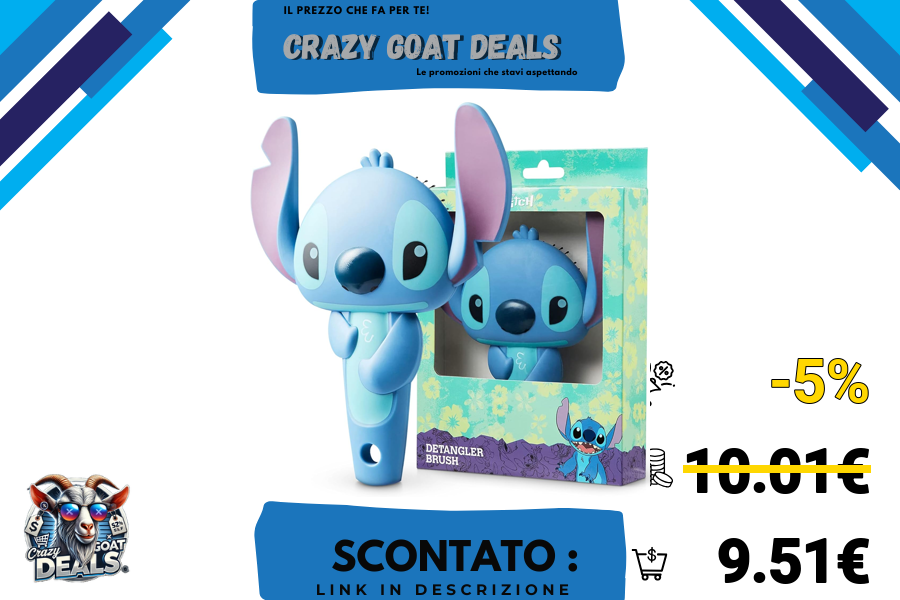 IL PREZZO CHE FA PER TE!
CRAZY GOAT DEALS
Le promozioni che stavi aspettando
DETANGLER
BRUSH
-5%
10.01€
9.51€
$
Crazy
GOAT
DEALS
SCONTATO :
LINK IN DESCRIZIONE